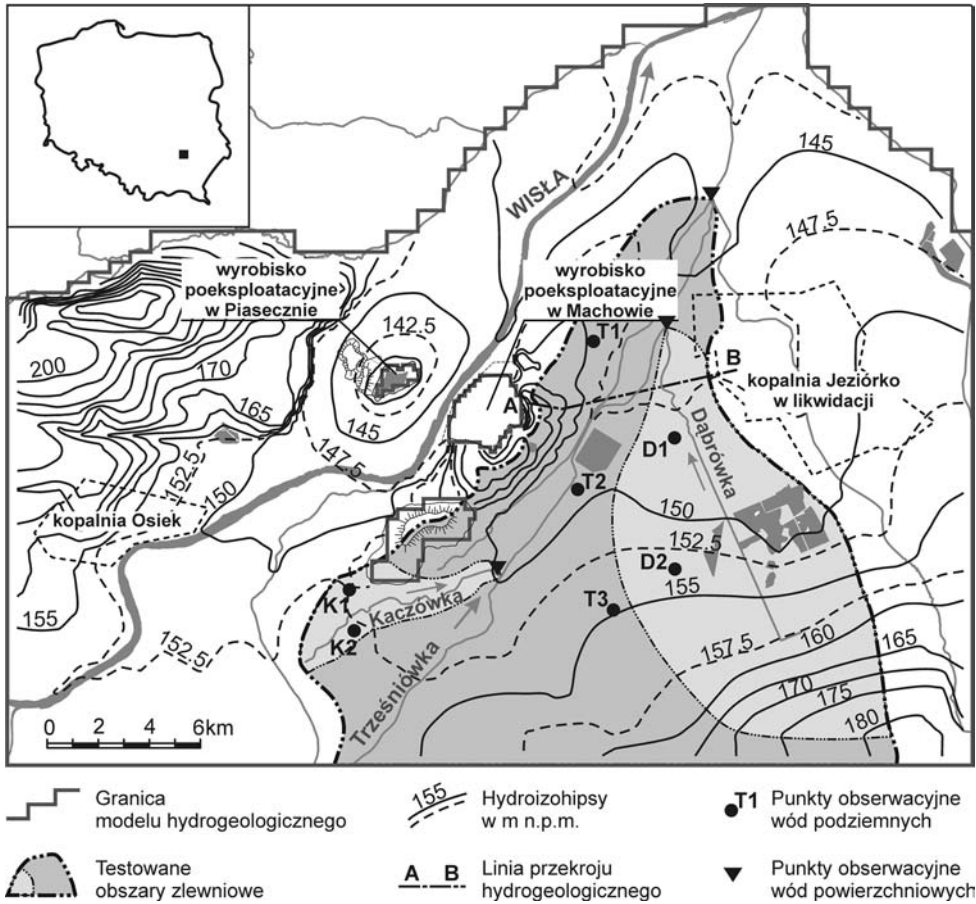 145
WISŁA
147.5
wyrobisko
poeksploatacyjne
w Piasecznie
wyrobisko
poeksploatacyjne
w Machowie
142.5
T1
200
170
B
kopalnia Jeziórko
w likwidacji
165
A
145
Dąbrówka
152.5
147.5
D1
150
T2
kopalnia Osiek
150
152.5
D2
155
K1
T3
155
Kaczówka
160
K2
165
152.5
157.5
170
Trześniówka
175
180
0 2 4 6km
Granica
modelu hydrogeologicznego
155
Hydroizohipsy
w m n.p.m.
T1
Punkty obserwacyjne
wód podziemnych
Testowane
obszary zlewniowe
A B
Linia przekroju
hydrogeologicznego
Punkty obserwacyjne
wód powierzchniowych